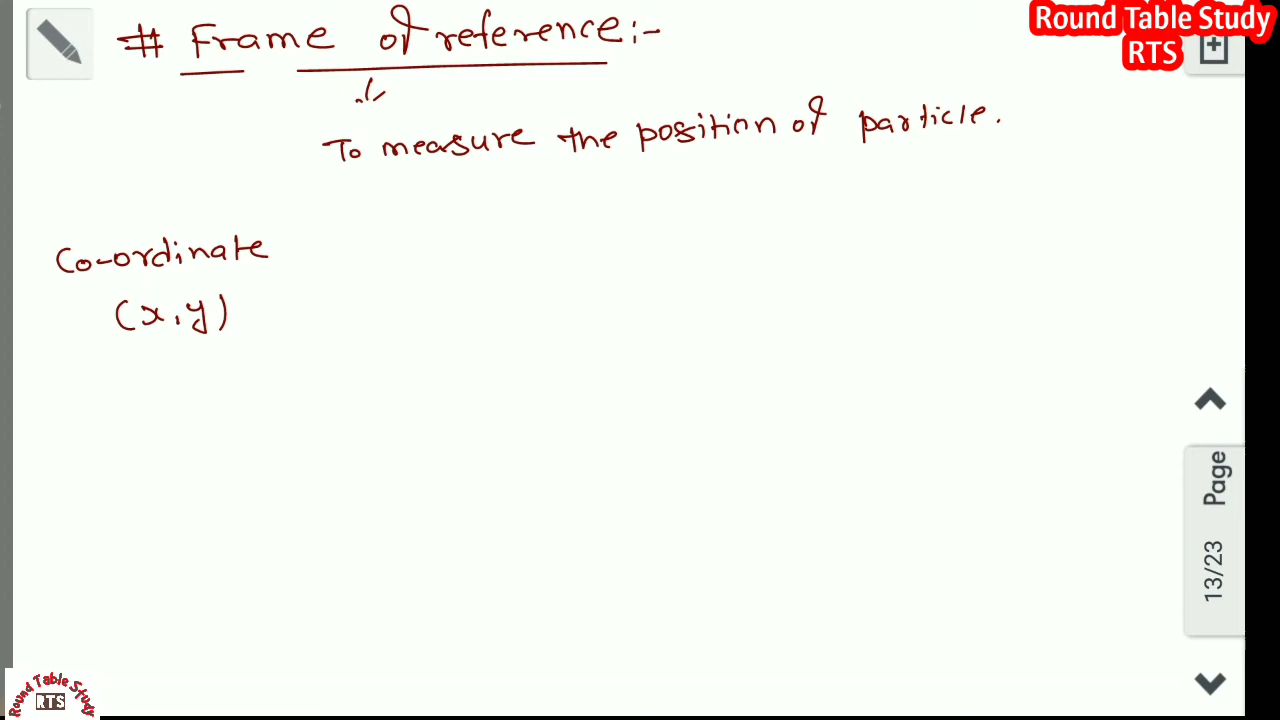 Round Table Study
RTS
# Frame of reference:-
To measure the position of particle.
Co-ordinate
(x,y)
Page
13/23
Round Table Study
RTS